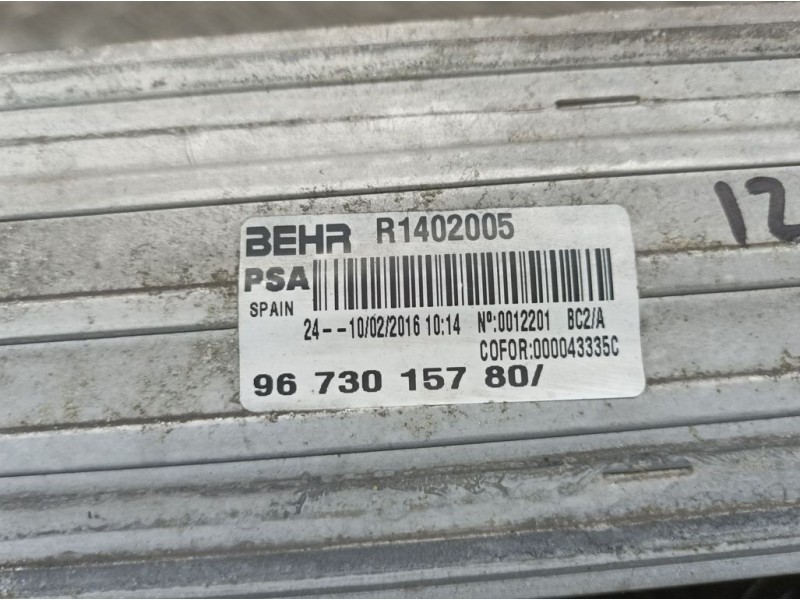 BEHR R1402005
PSA
SPAIN
24--10/02/2016 10:14 Nº:0012201 BC2/A
COFOR:000043335C
96 730 157 80/
12